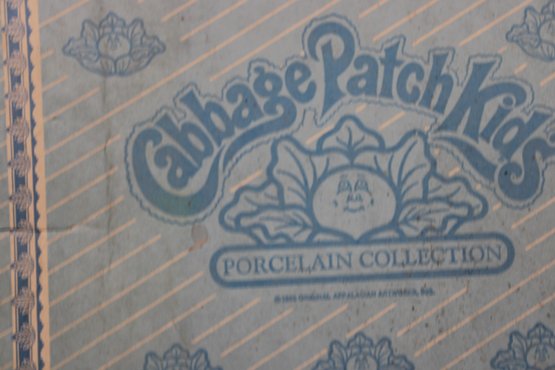 Cabbage Patch Kids
PORCELAIN COLLECTION
ORIGINAL APPALACHIAN ARTWORKS, INC.